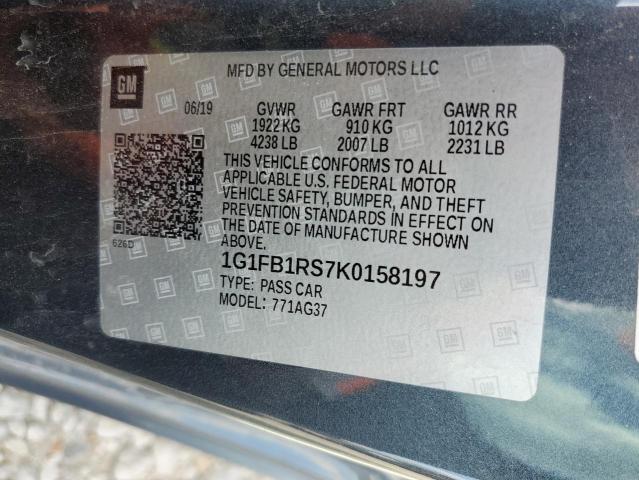 GM
MFD BY GENERAL MOTORS LLC
06/19 GVWR GAWR FRT GAWR RR
1922 KG 910 KG 1012 KG
4238 LB 2007 LB 2231 LB
THIS VEHICLE CONFORMS TO ALL
APPLICABLE U.S. FEDERAL MOTOR
VEHICLE SAFETY, BUMPER, AND THEFT
PREVENTION STANDARDS IN EFFECT ON
THE DATE OF MANUFACTURE SHOWN
ABOVE.
626D
1G1FB1RS7K0158197
TYPE: PASS CAR
MODEL: 771AG37